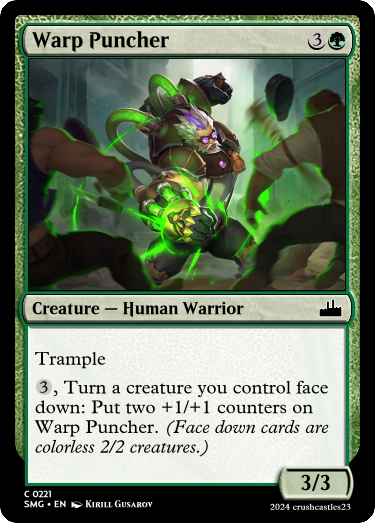 Warp Puncher 3
Creature — Human Warrior
Trample
3, Turn a creature you control face
down: Put two +1/+1 counters on
Warp Puncher. (Face down cards are
colorless 2/2 creatures.)
3/3
C 0221
SMG • EN Kirill Gusarov
2024 crushcastles23